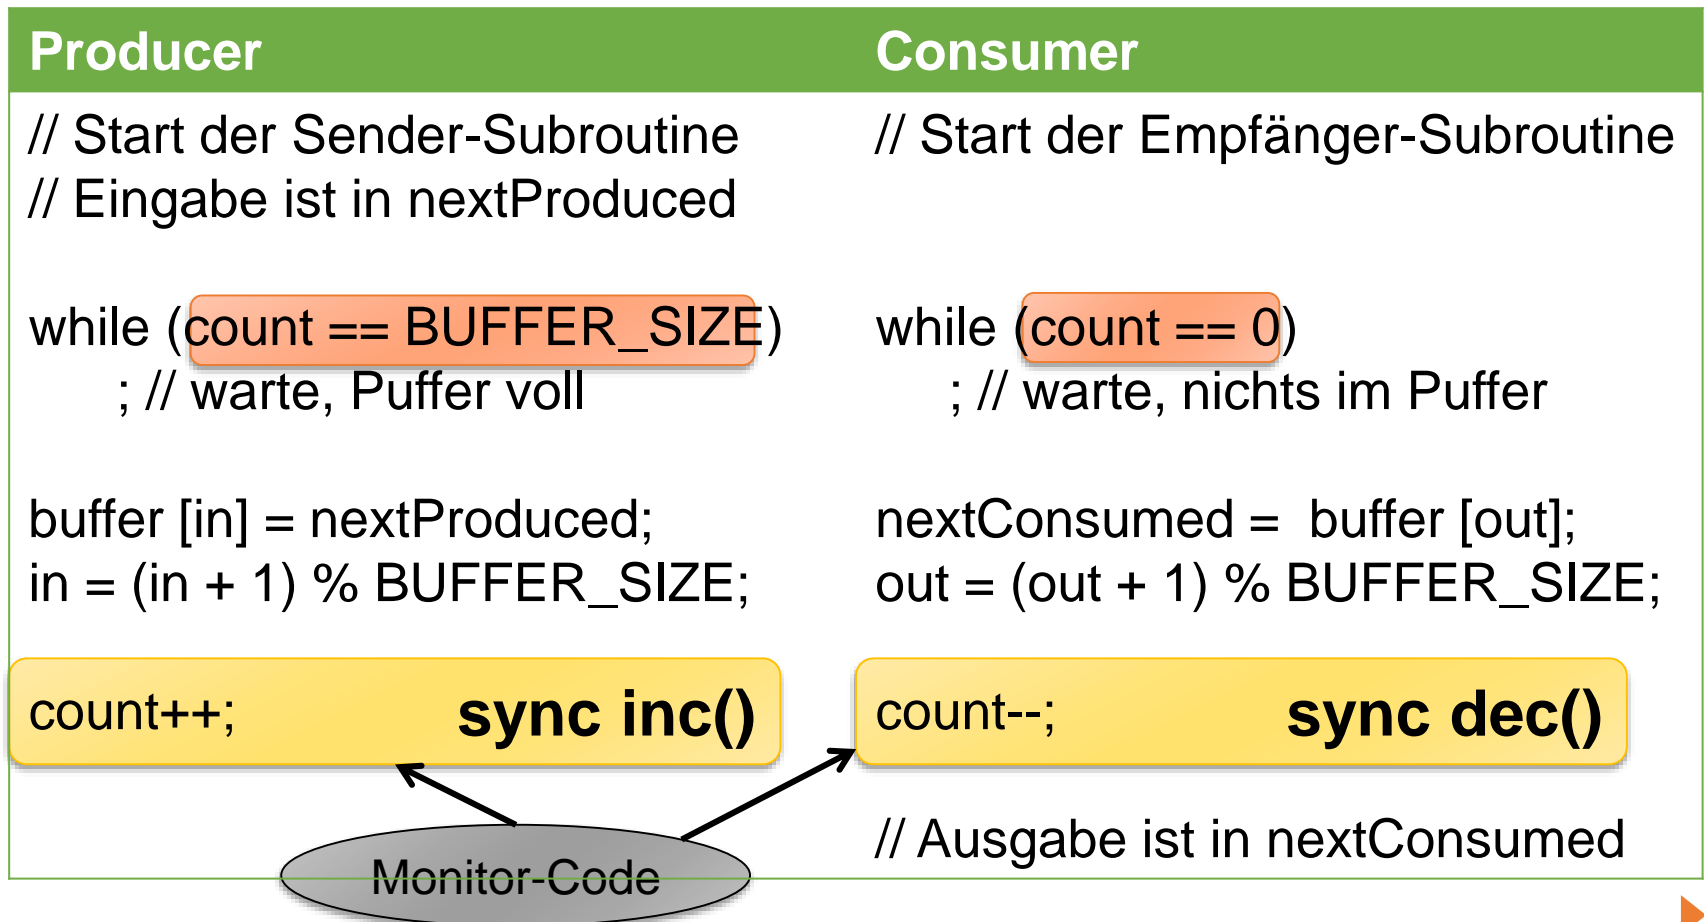 Producer
// Start der Sender-Subroutine
// Eingabe ist in nextProduced
while (count == BUFFER_SIZE)
; // warte, Puffer voll
buffer [in] = nextProduced;
in = (in + 1) % BUFFER_SIZE;
count++; sync inc()
Consumer
// Start der Empfänger-Subroutine
while (count == 0)
; // warte, nichts im Puffer
nextConsumed = buffer [out];
out = (out + 1) % BUFFER_SIZE;
count--; sync dec()
// Ausgabe ist in nextConsumed
Monitor-Code